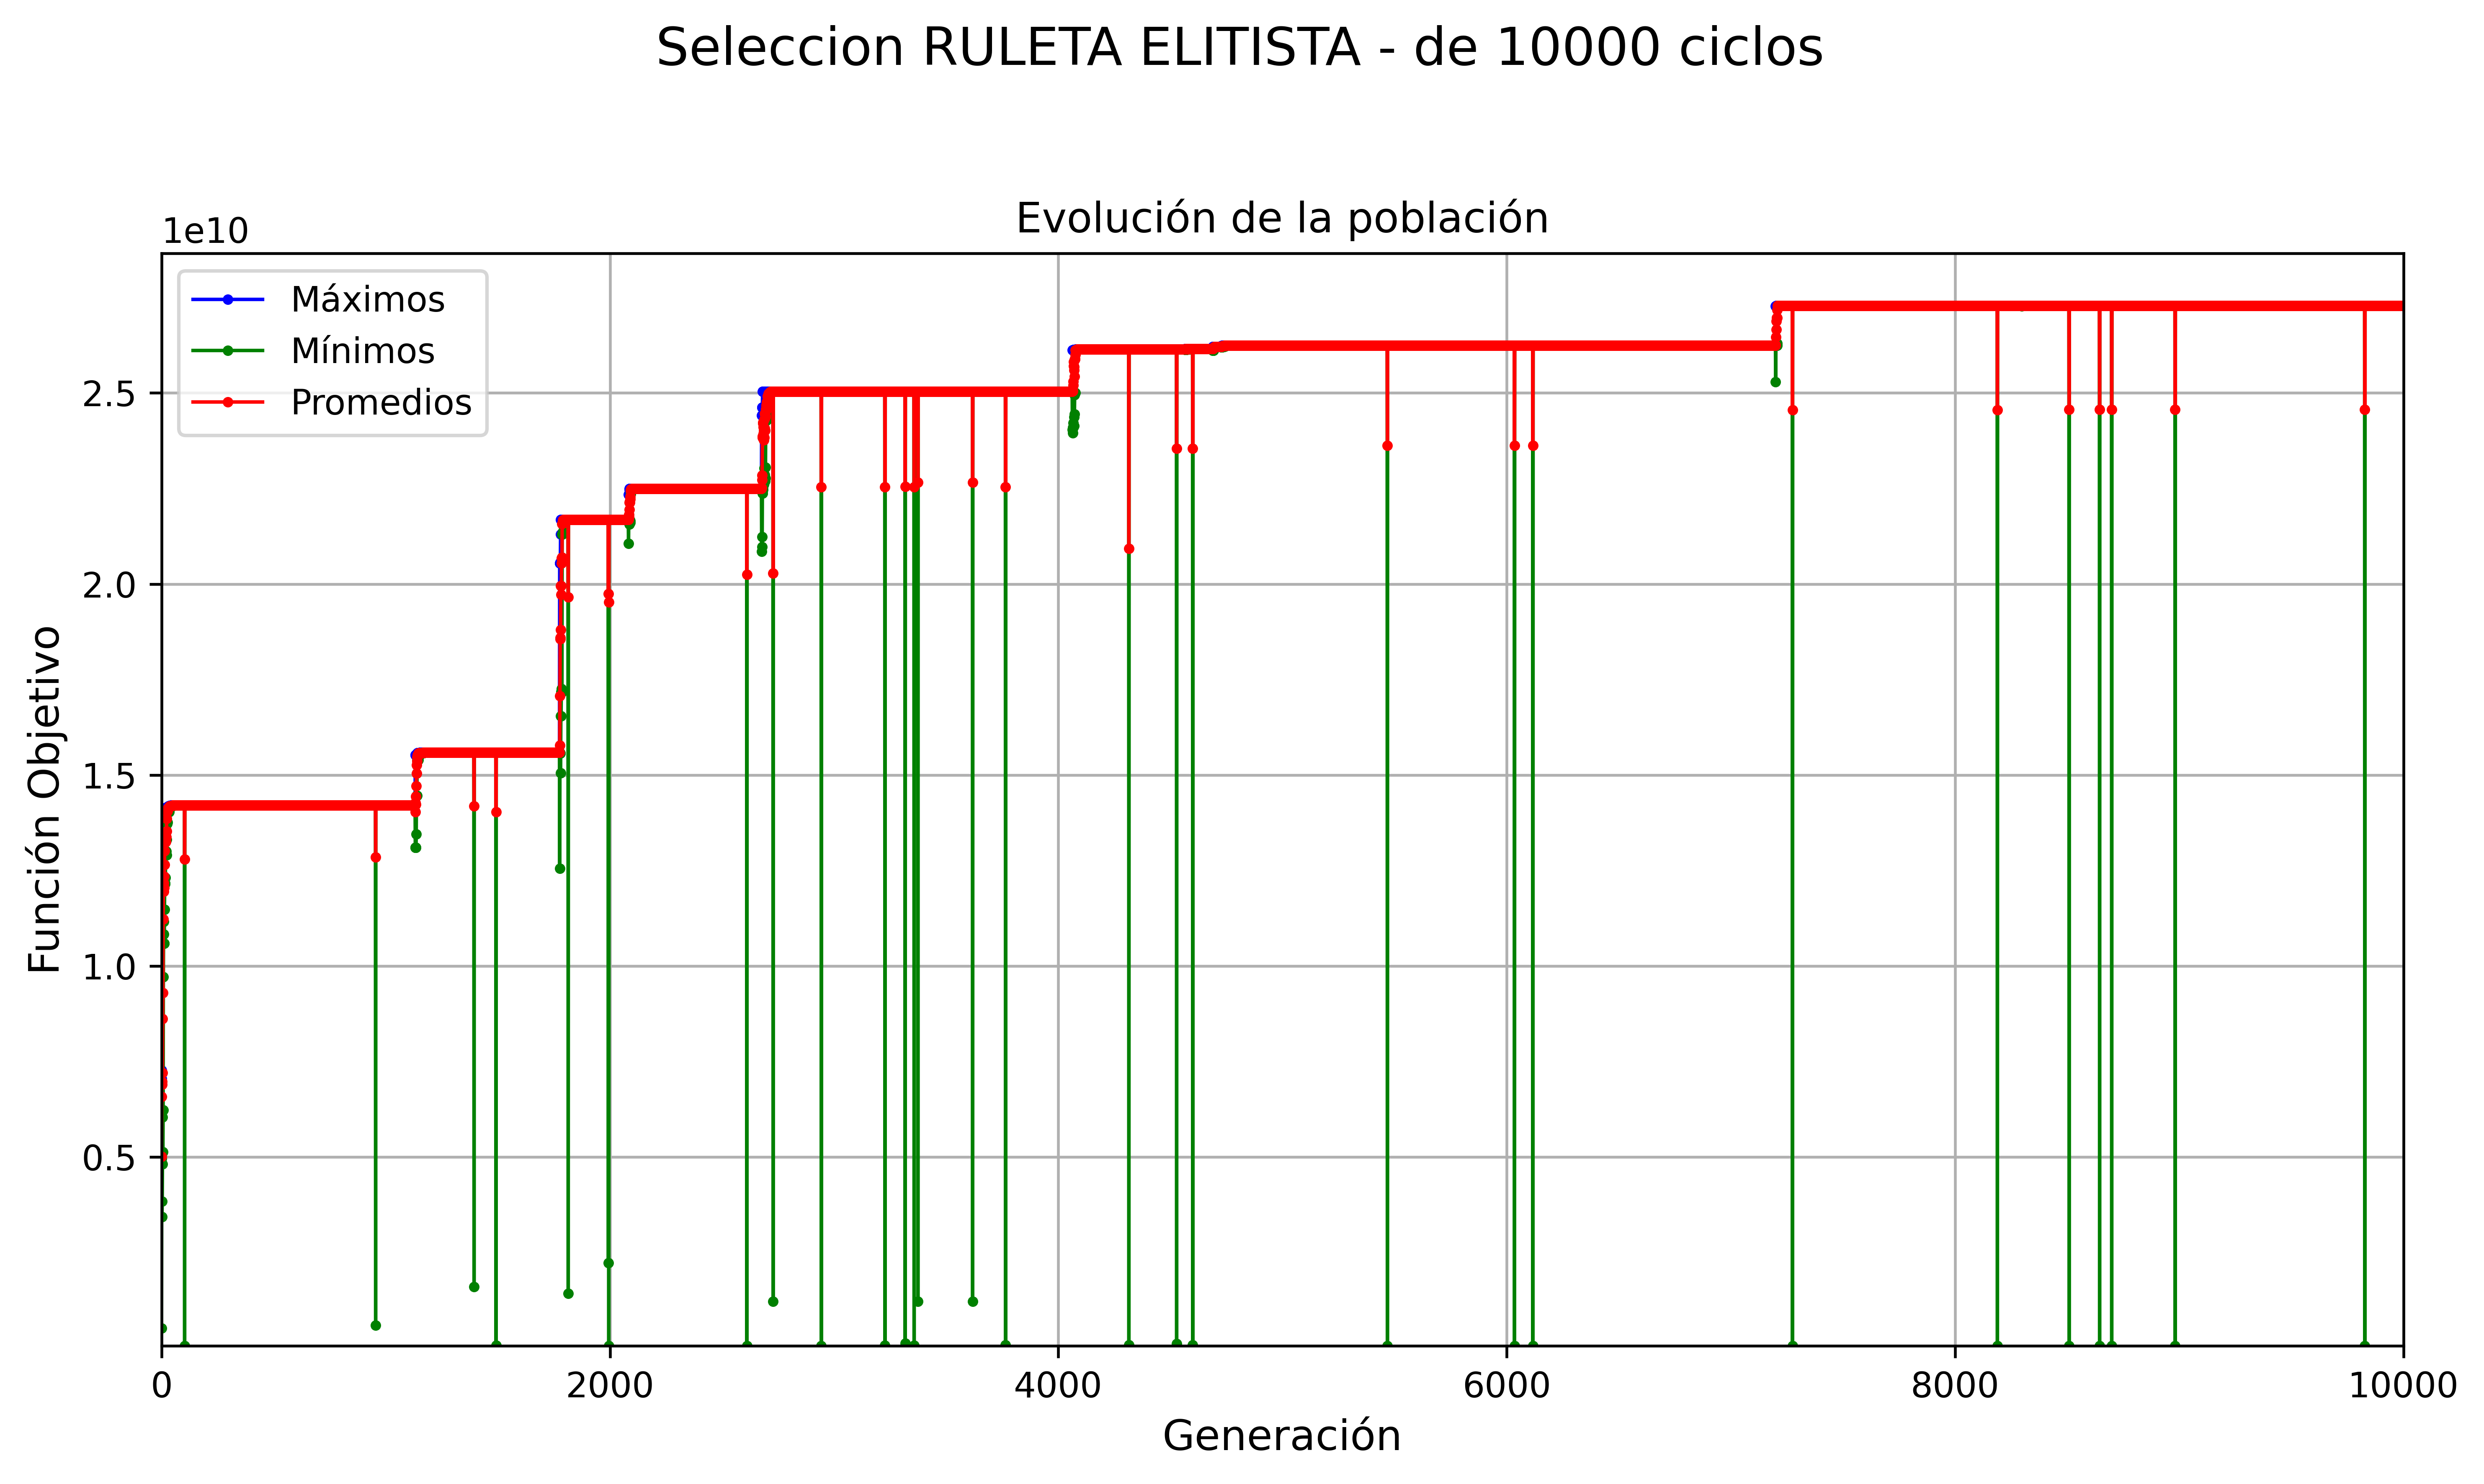 Seleccion RULETA ELITISTA - de 10000 ciclos
Evolución de la población
1e10
Máximos
Mínimos
Promedios
2.5
2.0
1.5
1.0
0.5
Función Objetivo
0 2000 4000 6000 8000 10000
Generación